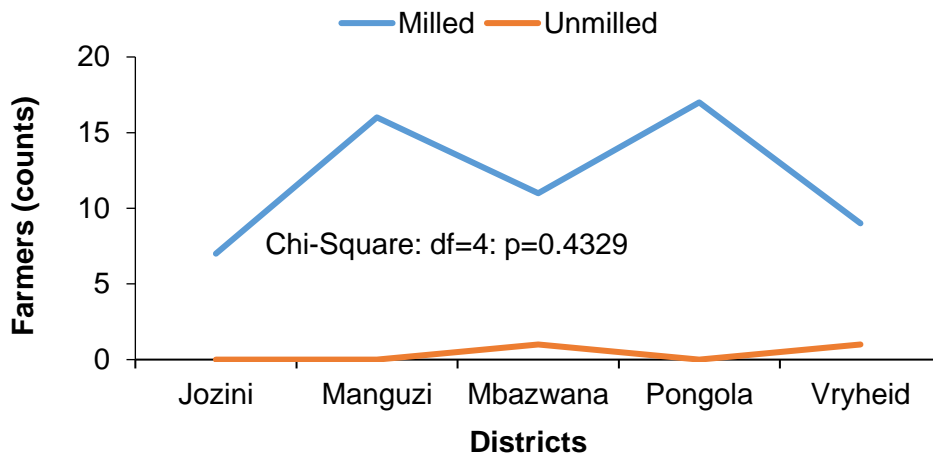 Milled Unmilled
20
15
10
5
0
Farmers (counts)
Chi-Square: df=4: p=0.4329
Jozini Manguzi Mbazwana Pongola Vryheid
Districts